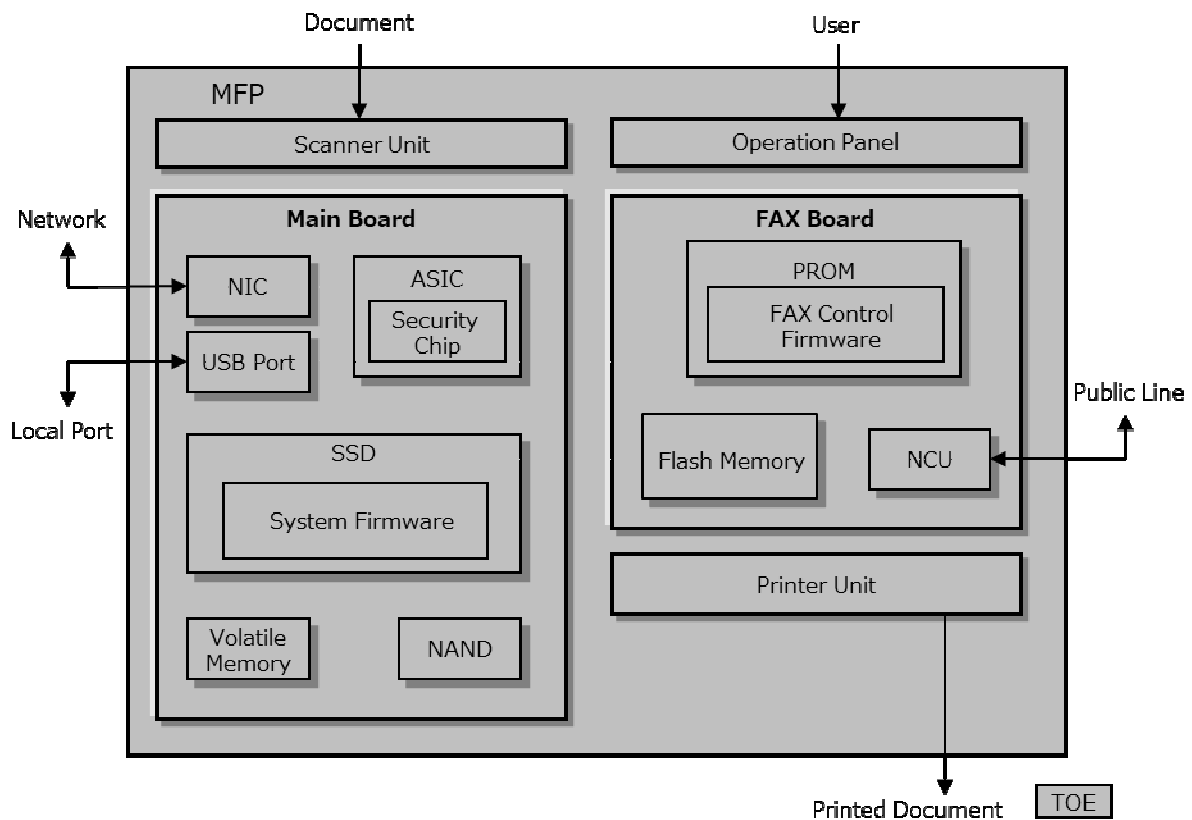 Document
User
MFP
Scanner Unit
Operation Panel
Main Board
FAX Board
Network
NIC
ASIC
Security
Chip
PROM
FAX Control
Firmware
USB Port
Local Port
Public Line
SSD
System Firmware
Flash Memory
NCU
Printer Unit
Volatile
Memory
NAND
Printed Document
TOE